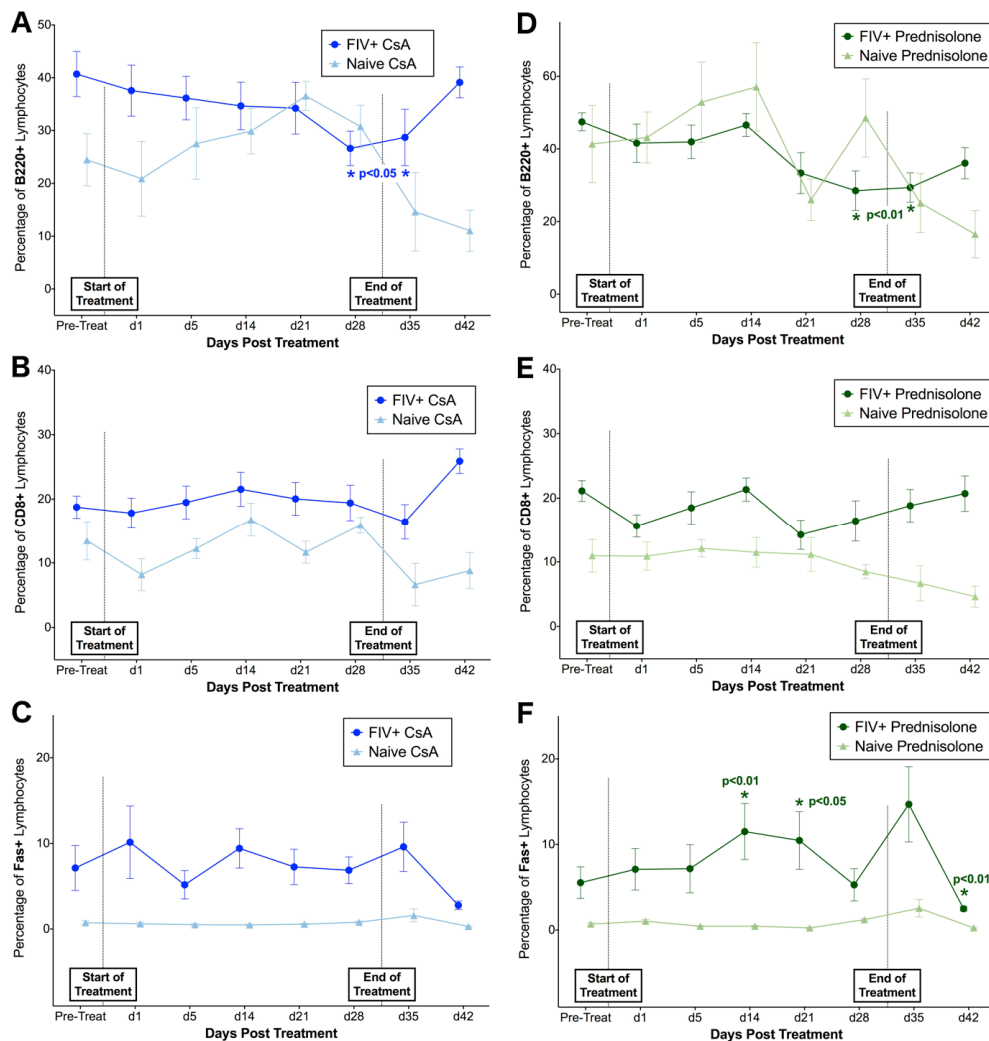 A
Percentage of B220+ Lymphocytes
50
40
30
20
10
0
FIV+ CsA
Naive CsA
* p<0.05 *
Start of
Treatment
End of
Treatment
Pre-Treat d1 d5 d14 d21 d28 d35 d42
Days Post Treatment
D
Percentage of B220+ Lymphocytes
60
40
20
0
FIV+ Prednisolone
Naive Prednisolone
* p<0.01 *
Start of
Treatment
End of
Treatment
Pre-Treat d1 d5 d14 d21 d28 d35 d42
Days Post Treatment
B
Percentage of CD8+ Lymphocytes
40
30
20
10
0
FIV+ CsA
Naive CsA
Start of
Treatment
End of
Treatment
Pre-Treat d1 d5 d14 d21 d28 d35 d42
Days Post Treatment
E
Percentage of CD8+ Lymphocytes
40
30
20
10
0
FIV+ Prednisolone
Naive Prednisolone
Start of
Treatment
End of
Treatment
Pre-Treat d1 d5 d14 d21 d28 d35 d42
Days Post Treatment
C
Percentage of Fas+ Lymphocytes
20
10
0
FIV+ CsA
Naive CsA
Start of
Treatment
End of
Treatment
Pre-Treat d1 d5 d14 d21 d28 d35 d42
Days Post Treatment
F
Percentage of Fas+ Lymphocytes
20
10
0
FIV+ Prednisolone
Naive Prednisolone
p<0.01
*
* p<0.05
p<0.01
*
Start of
Treatment
End of
Treatment
Pre-Treat d1 d5 d14 d21 d28 d35 d42
Days Post Treatment